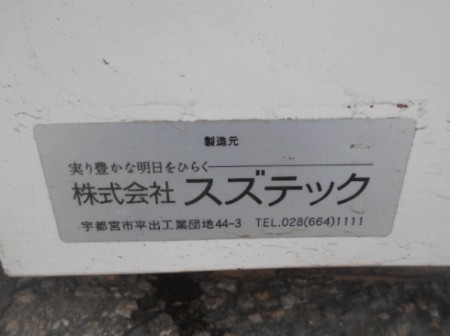 製造元
実り豊かな明日をひらく
株式会社 スズテック
宇都宮市平出工業団地44-3 TEL.028(664)1111